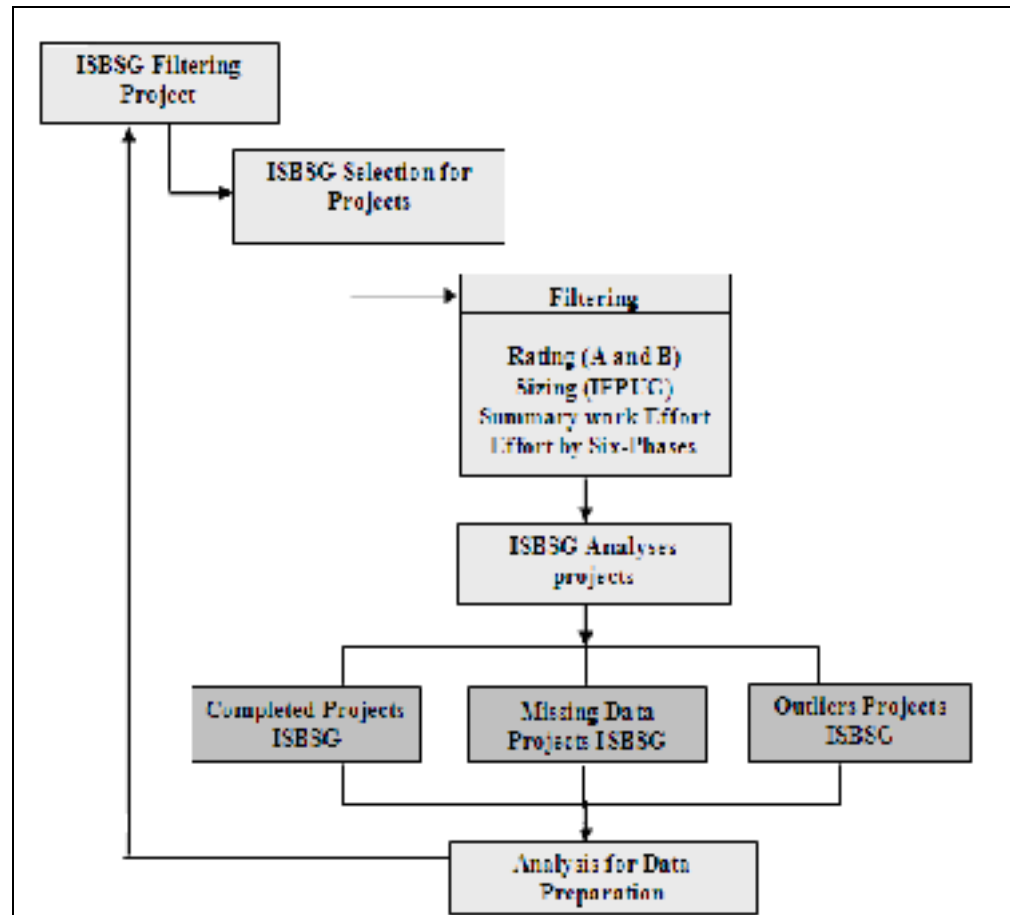 ISBSG Filtering
Project
ISBSG Selection for
Projects
Filtering
Rating (A and B)
Sizing (IFPUG)
Summary work Effort
Effort by Six-Phases
ISBSG Analyses
projects
Completed Projects
ISBSG
Missing Data
Projects ISBSG
Outliers Projects
ISBSG
Analysis for Data
Preparation